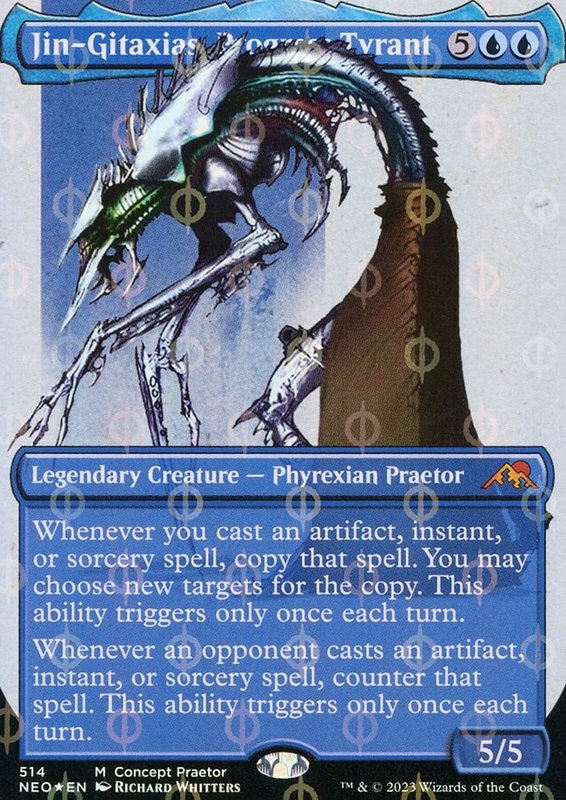 Jin-Gitaxias, Progress Tyrant 5
Legendary Creature — Phyrexian Praetor
Whenever you cast an artifact, instant,
or sorcery spell, copy that spell. You may
choose new targets for the copy. This
ability triggers only once each turn.
Whenever an opponent casts an artifact,
instant, or sorcery spell, counter that
spell. This ability triggers only once each
turn.
5/5
514 M Concept Praetor
NEO★EN Richard Whitters ™ & © 2023 Wizards of the Coast